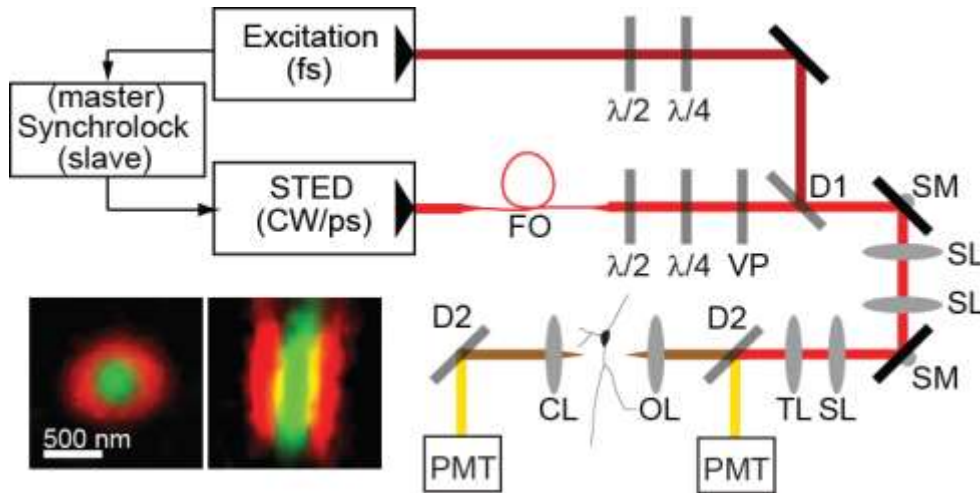 Excitation
(fs)
(master)
Synchrolock
(slave)
STED
(CW/ps)
FO
λ/2
λ/4
λ/2
λ/4
VP
D1
SM
SL
SL
SM
D2
D2
CL
OL
TL
SL
PMT
PMT
500 nm